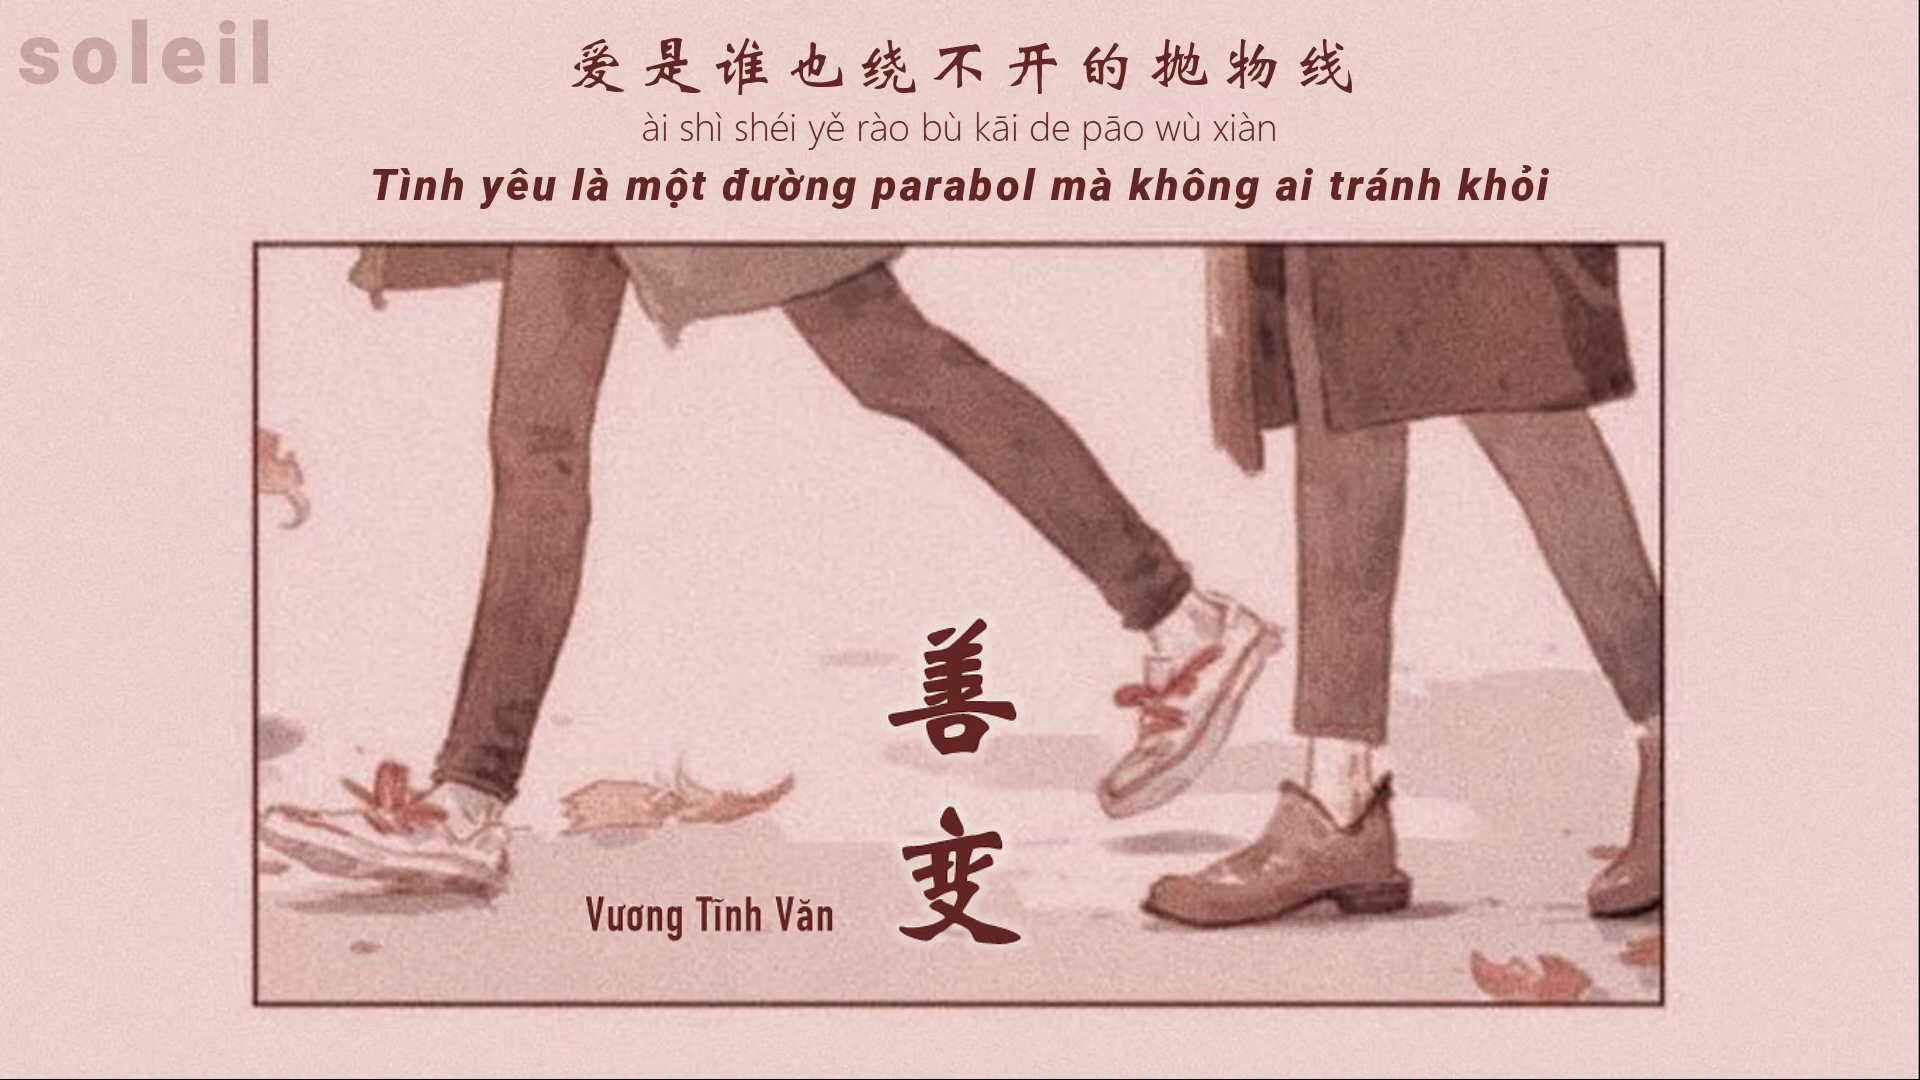 soleil
爱是谁也绕不开的抛物线
ài shì shéi yě rào bù kāi de pāo wù xiàn
Tình yêu là một đường parabol mà không ai tránh khỏi
善变
Vương Tĩnh Văn